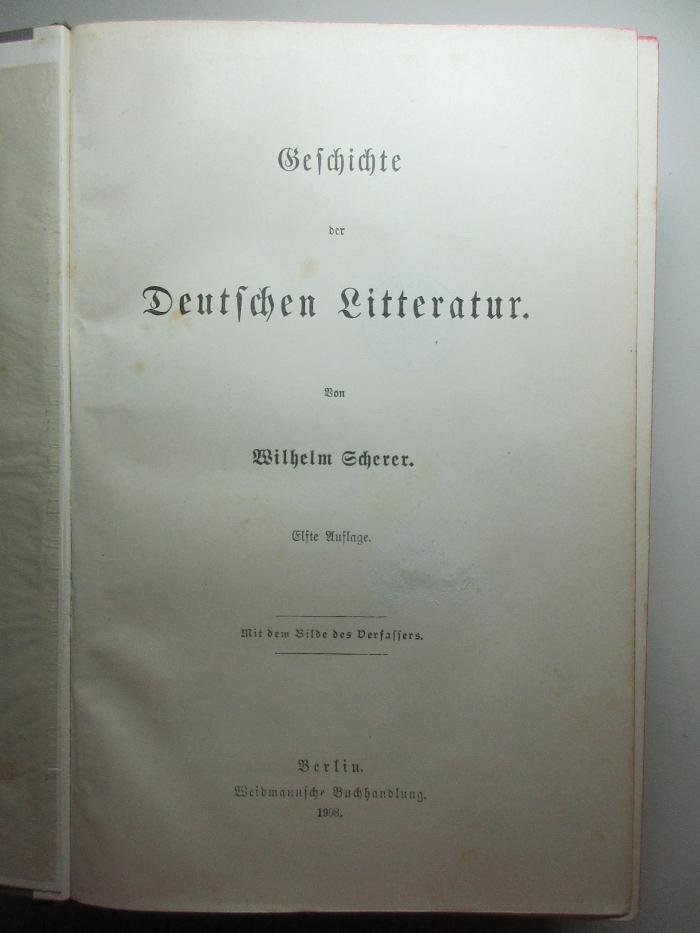 Geſchichte
der
Deutſchen Litteratur.
Von
Wilhelm Scherer.
Elfte Auflage.
Mit dem Bilde des Verfaſſers.
Berlin.
Weidmannſche Buchhandlung.
1908.